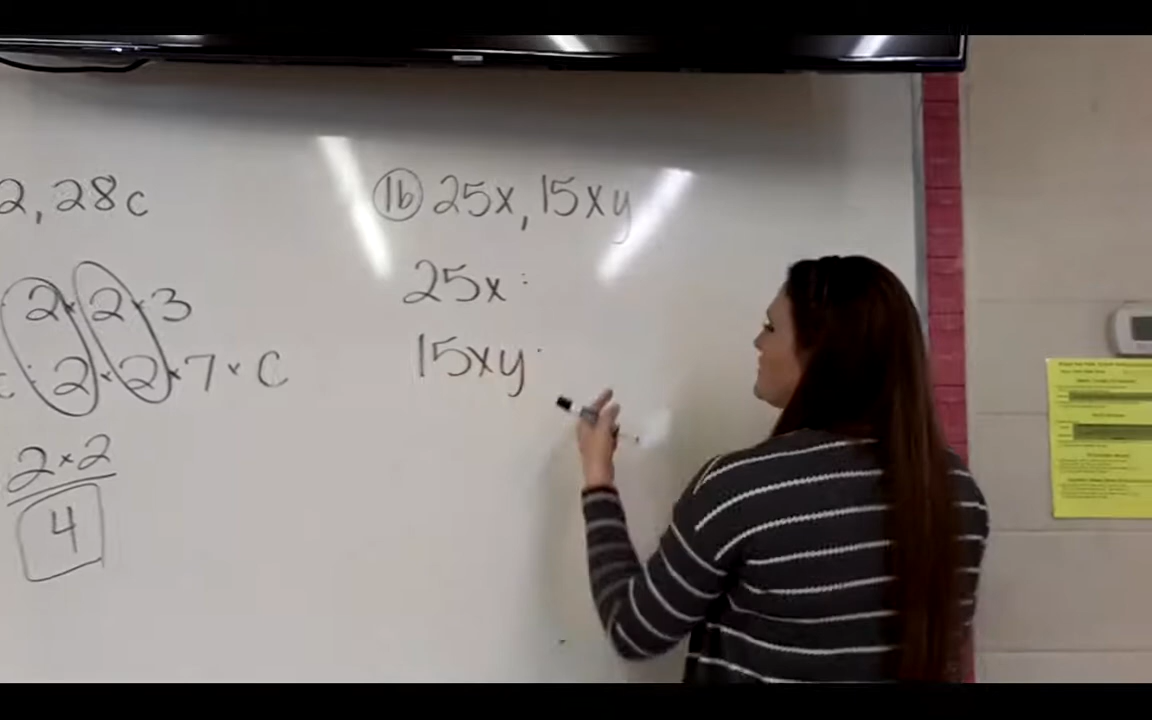 2, 28c
2 × 2 × 3
: 2 × 2 × 7 × C
2 × 2
4
16 25x, 15xy
25x:
15xy: